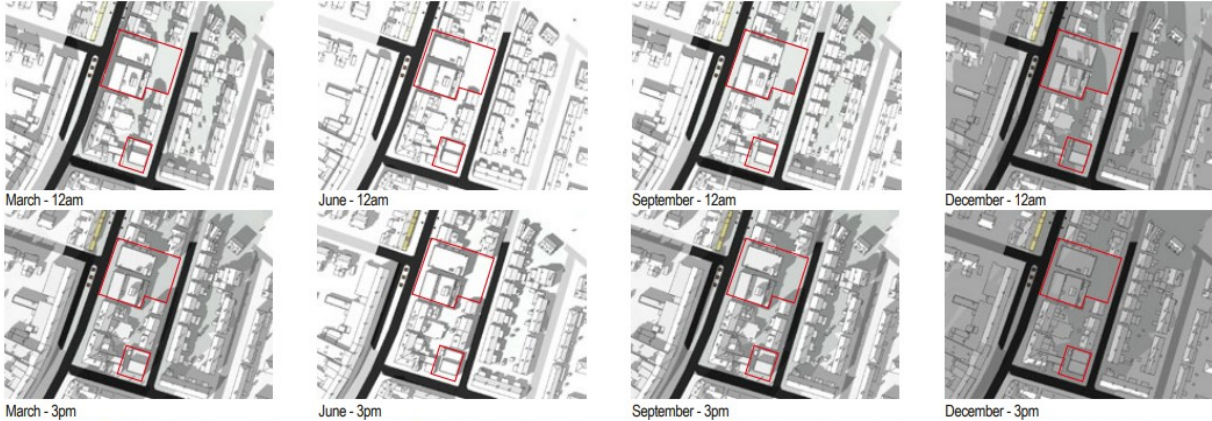 March - 12am
June - 12am
September - 12am
December - 12am
March - 3pm
June - 3pm
September - 3pm
December - 3pm